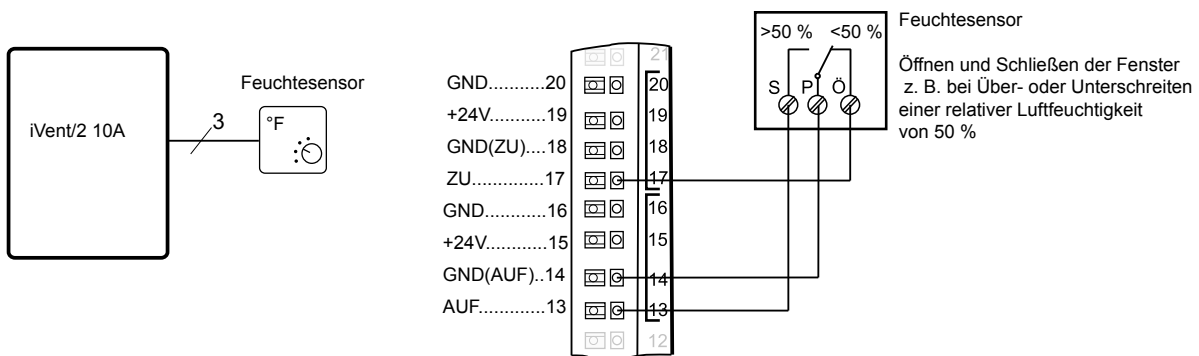 iVent/2 10A
3
Feuchtesensor
°F
21
GND...........20
20
+24V...........19
19
GND(ZU)....18
18
ZU..............17
17
GND............16
16
+24V............15
15
GND(AUF)..14
14
AUF.............13
13
12
>50 % <50 %
S P Ö
Feuchtesensor
Öffnen und Schließen der Fenster
z. B. bei Über- oder Unterschreiten
einer relativer Luftfeuchtigkeit
von 50 %